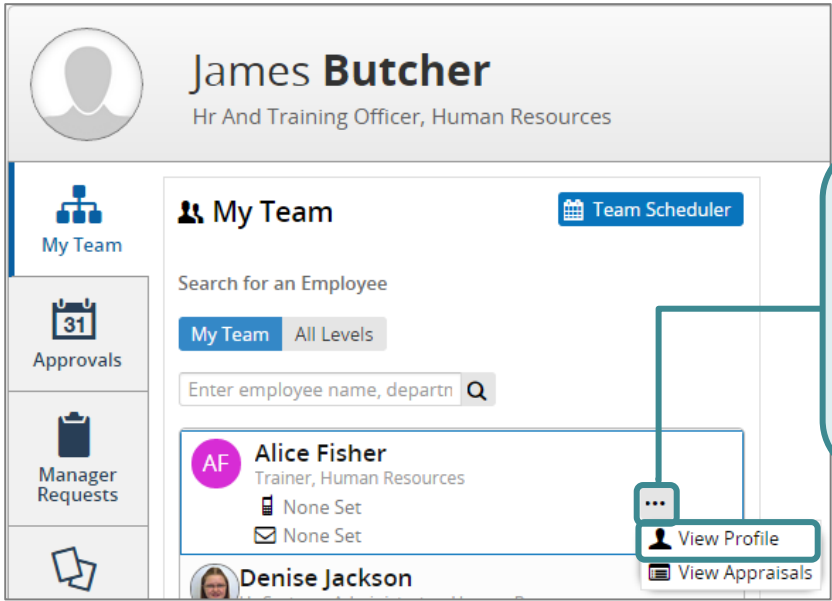 James Butcher
Hr And Training Officer, Human Resources
My Team
Approvals
31
Manager
Requests
My Team
Team Scheduler
Search for an Employee
My Team
All Levels
Enter employee name, departn
AF
Alice Fisher
Trainer, Human Resources
None Set
None Set
View Profile
View Appraisals
Denise Jackson